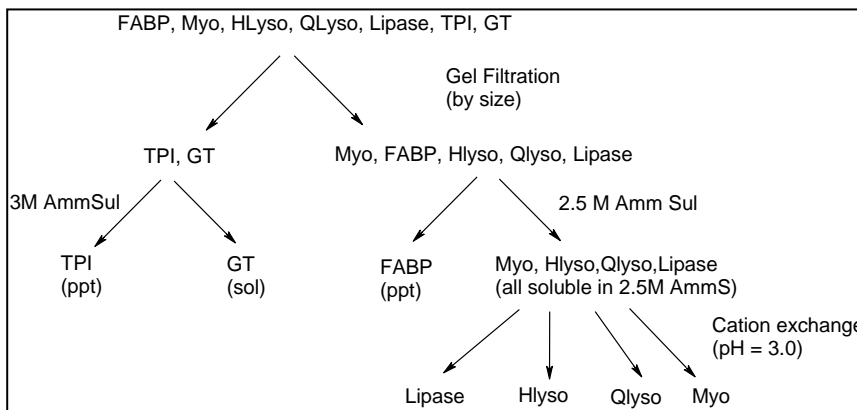 FABP, Myo, HLyso, QLyso, Lipase, TPI, GT
Gel Filtration
(by size)
TPI, GT
Myo, FABP, Hlyso, Qlyso, Lipase
3M AmmSul
2.5 M Amm Sul
TPI
(ppt)
GT
(sol)
FABP
(ppt)
Myo, Hlyso,Qlyso,Lipase
(all soluble in 2.5M AmmS)
Cation exchange
(pH = 3.0)
Lipase
Hlyso
Qlyso
Myo